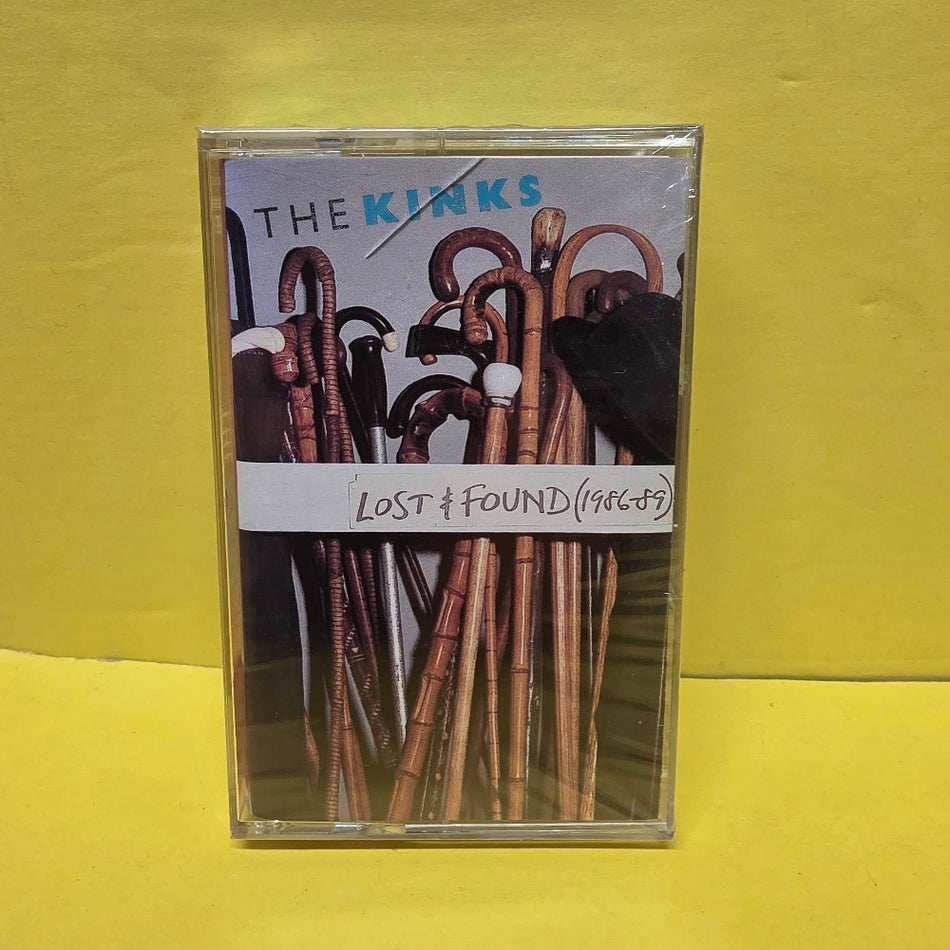 THE KINKS
LOST & FOUND (1986-89)